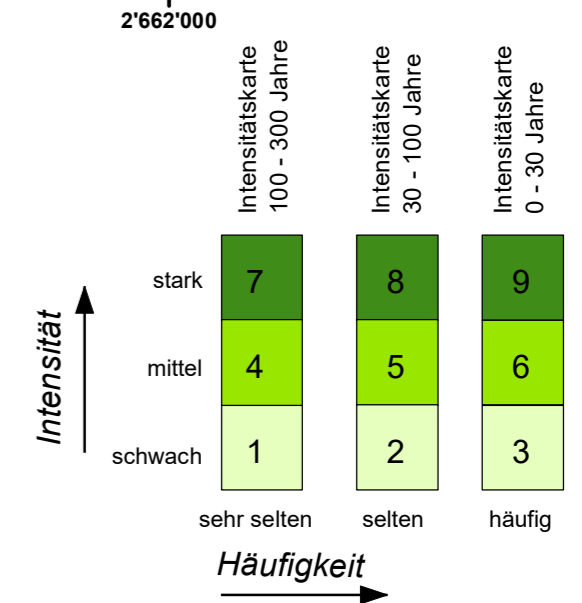 2'662'000
Intensitätskarte
100 - 300 Jahre
Intensitätskarte
30 - 100 Jahre
Intensitätskarte
0 - 30 Jahre
Intensität
stark 7 8 9
mittel 4 5 6
schwach 1 2 3
sehr selten selten häufig
Häufigkeit